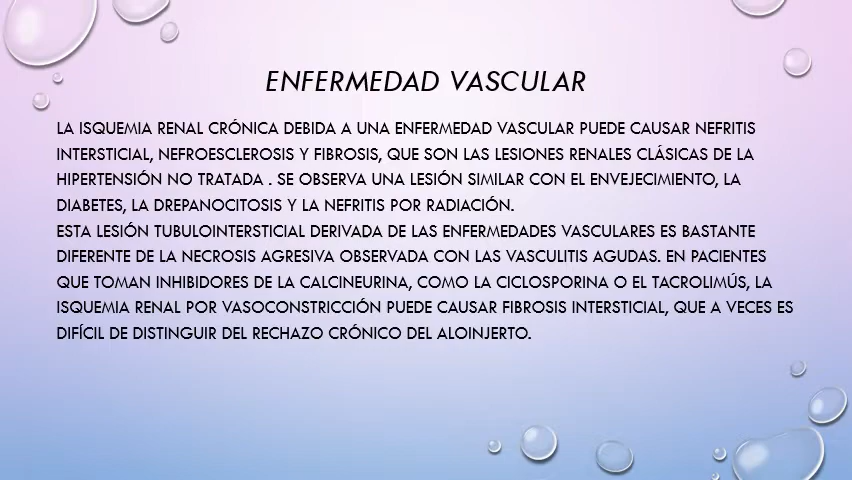 ENFERMEDAD VASCULAR
LA ISQUEMIA RENAL CRÓNICA DEBIDA A UNA ENFERMEDAD VASCULAR PUEDE CAUSAR NEFRITIS
INTERSTICIAL, NEFROESCLEROSIS Y FIBROSIS, QUE SON LAS LESIONES RENALES CLÁSICAS DE LA
HIPERTENSIÓN NO TRATADA . SE OBSERVA UNA LESIÓN SIMILAR CON EL ENVEJECIMIENTO, LA
DIABETES, LA DREPANOCITOSIS Y LA NEFRITIS POR RADIACIÓN.
ESTA LESIÓN TUBULOINTERSTICIAL DERIVADA DE LAS ENFERMEDADES VASCULARES ES BASTANTE
DIFERENTE DE LA NECROSIS AGRESIVA OBSERVADA CON LAS VASCULITIS AGUDAS. EN PACIENTES
QUE TOMAN INHIBIDORES DE LA CALCINEURINA, COMO LA CICLOSPORINA O EL TACROLIMÚS, LA
ISQUEMIA RENAL POR VASOCONSTRICCIÓN PUEDE CAUSAR FIBROSIS INTERSTICIAL, QUE A VECES ES
DIFÍCIL DE DISTINGUIR DEL RECHAZO CRÓNICO DEL ALOINJERTO.